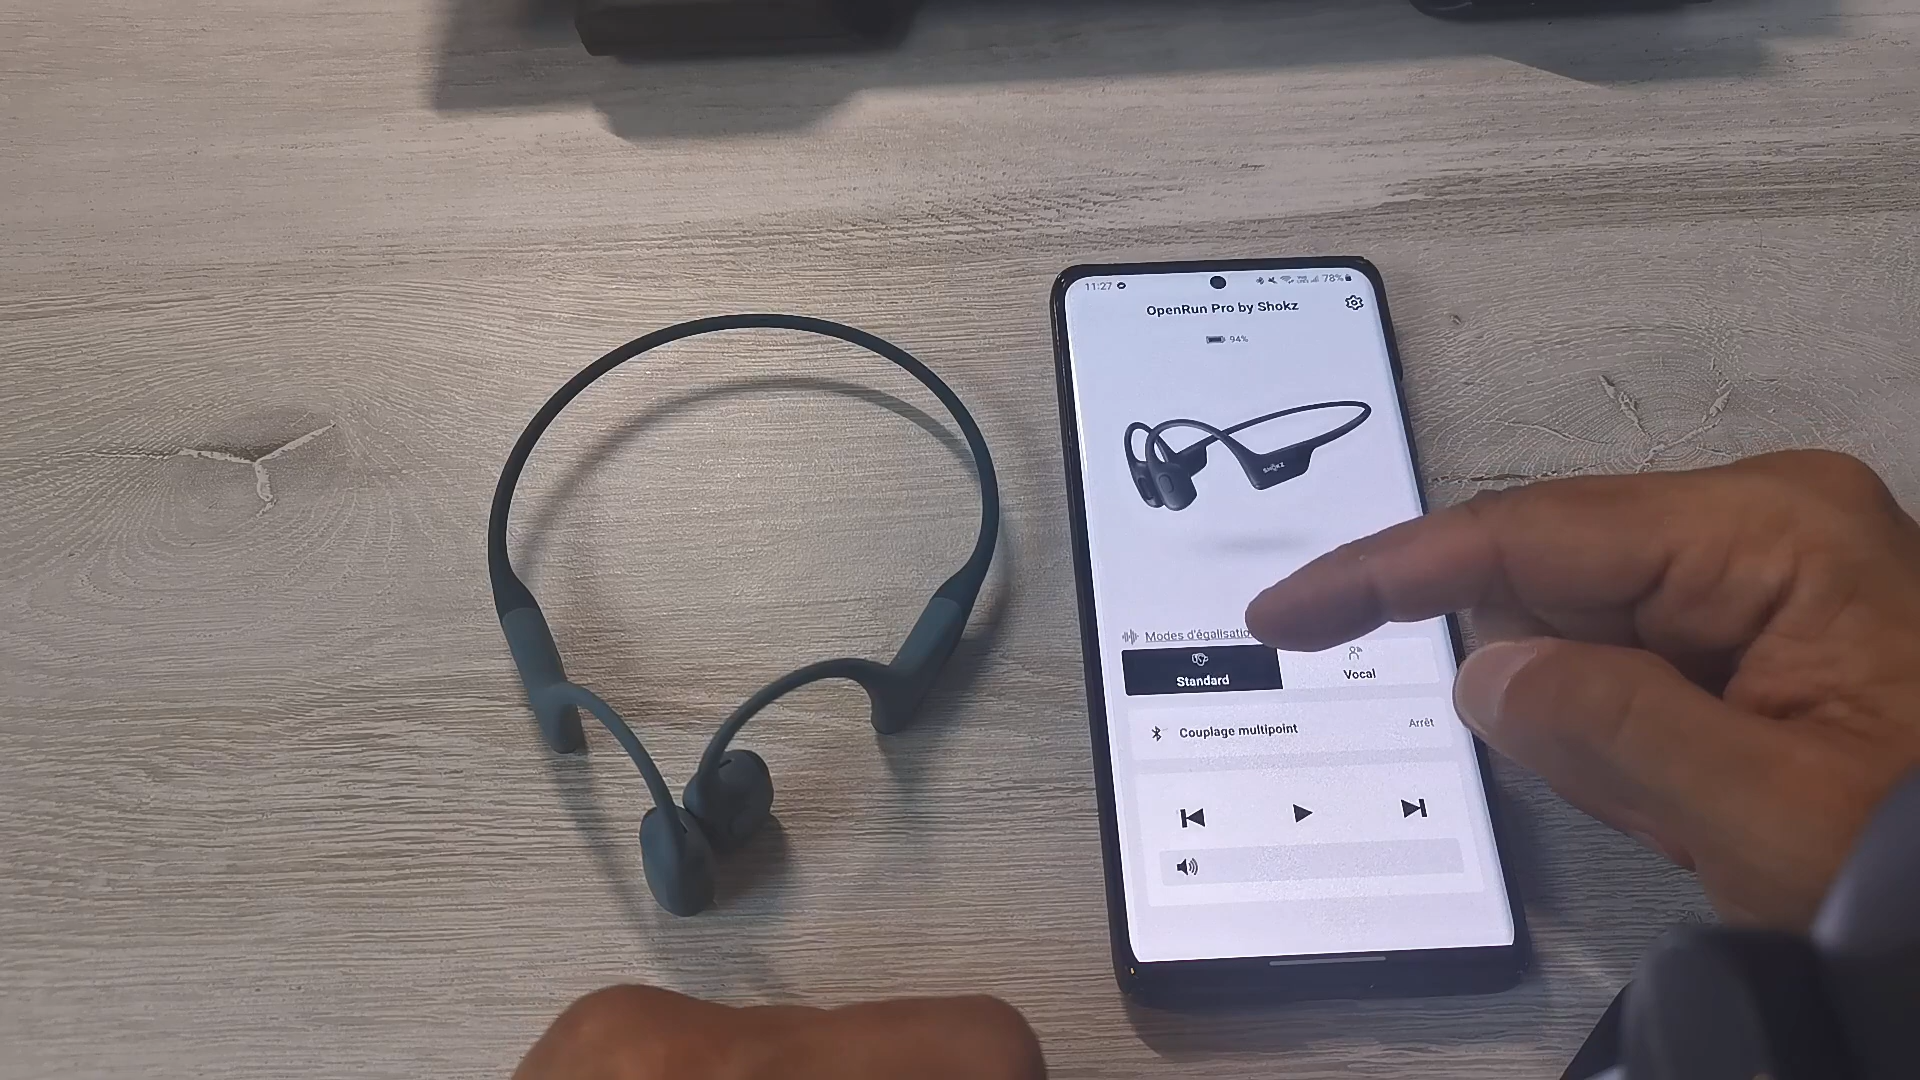 11:27
78%
OpenRun Pro by Shokz
94%
SHOKZ
Modes d'égalisatio
Standard
Vocal
Couplage multipoint
Arrêt